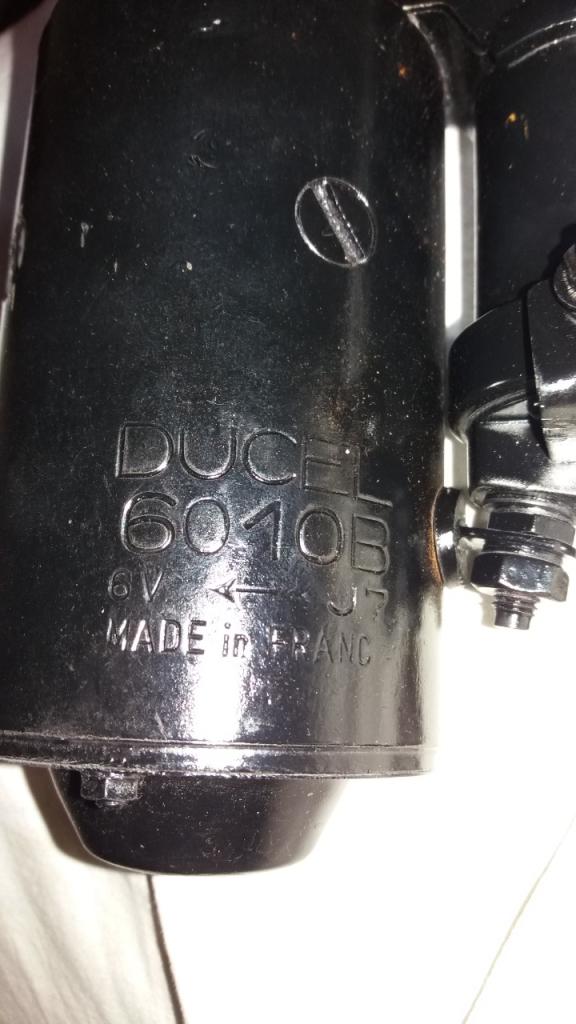 DUCEL
6010B
6V ← J7
MADE in FRANC